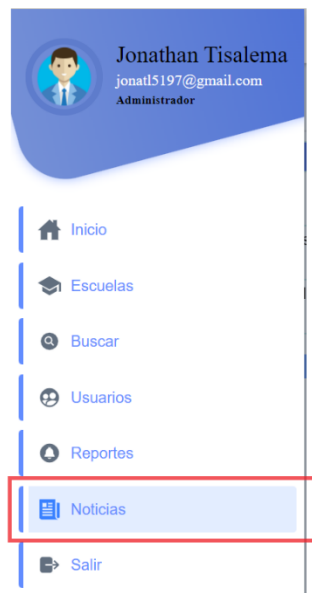 Jonathan Tisalema
jonatl5197@gmail.com
Administrador
Inicio
Escuelas
Buscar
Usuarios
Reportes
Noticias
Salir